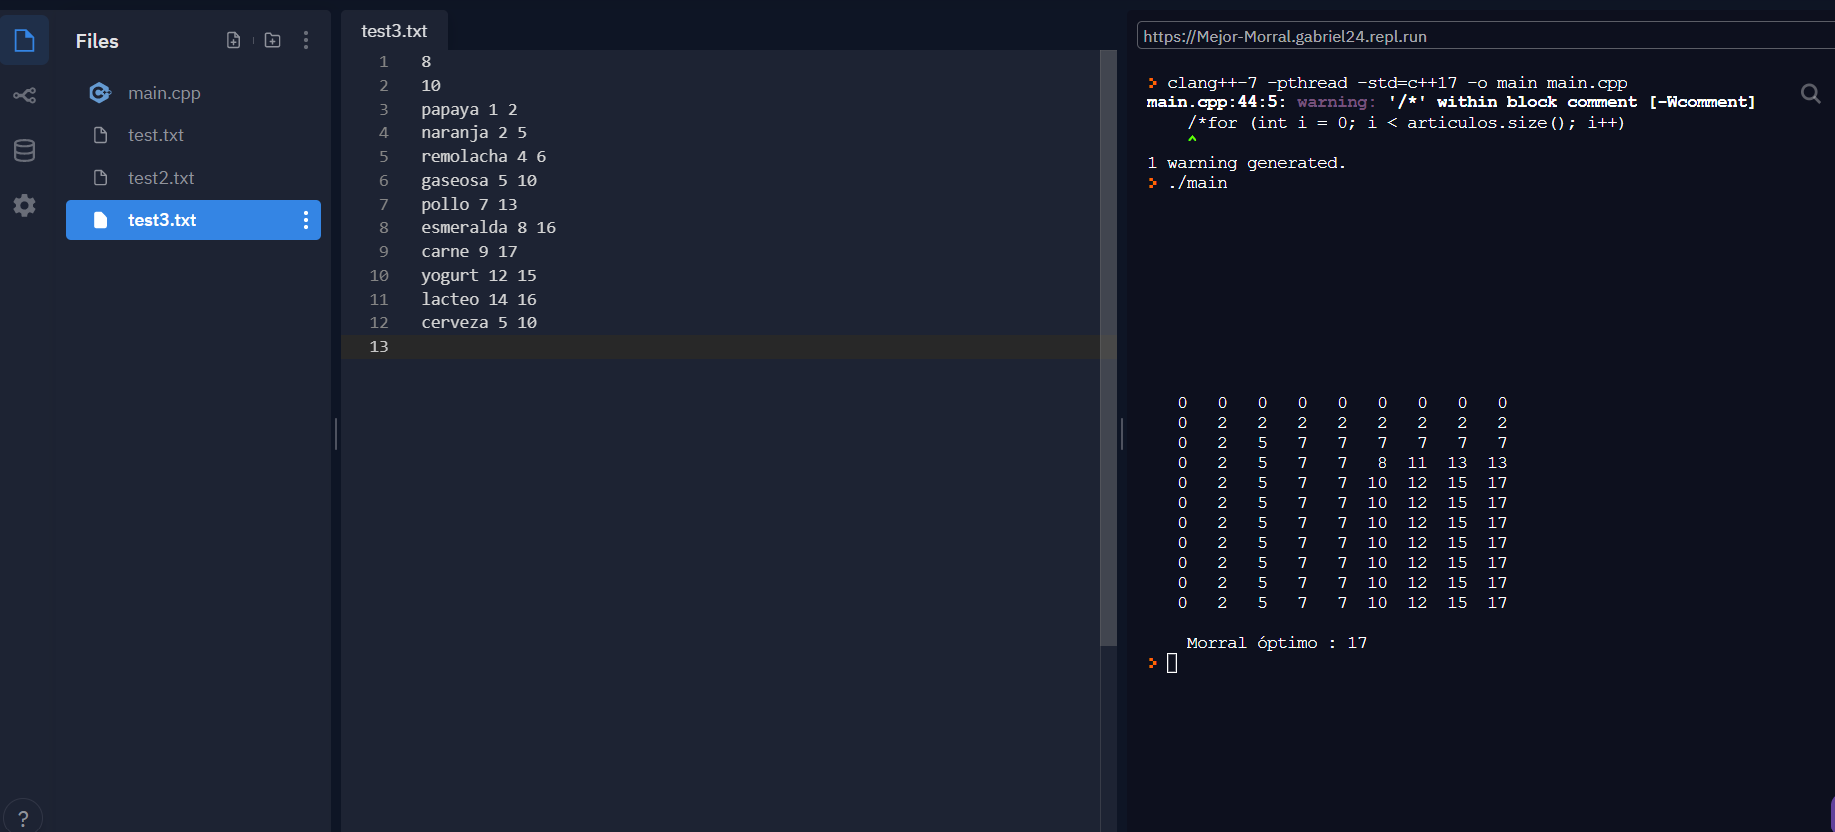 Files
main.cpp
test.txt
test2.txt
test3.txt
?
test3.txt
1 8
2 10
3 papaya 1 2
4 naranja 2 5
5 remolacha 4 6
6 gaseosa 5 10
7 pollo 7 13
8 esmeralda 8 16
9 carne 9 17
10 yogurt 12 15
11 lacteo 14 16
12 cerveza 5 10
13
https://Mejor-Morral.gabriel24.repl.run
> clang++-7 -pthread -std=c++17 -o main main.cpp
main.cpp:44:5: warning: '/*' within block comment [-Wcomment]
/*for (int i = 0; i < articulos.size(); i++)
^
1 warning generated.
> ./main
0 0 0 0 0 0 0 0 0
0 2 2 2 2 2 2 2 2
0 2 5 7 7 7 7 7 7
0 2 5 7 7 8 11 13 13
0 2 5 7 7 10 12 15 17
0 2 5 7 7 10 12 15 17
0 2 5 7 7 10 12 15 17
0 2 5 7 7 10 12 15 17
0 2 5 7 7 10 12 15 17
0 2 5 7 7 10 12 15 17
0 2 5 7 7 10 12 15 17
Morral óptimo : 17
>